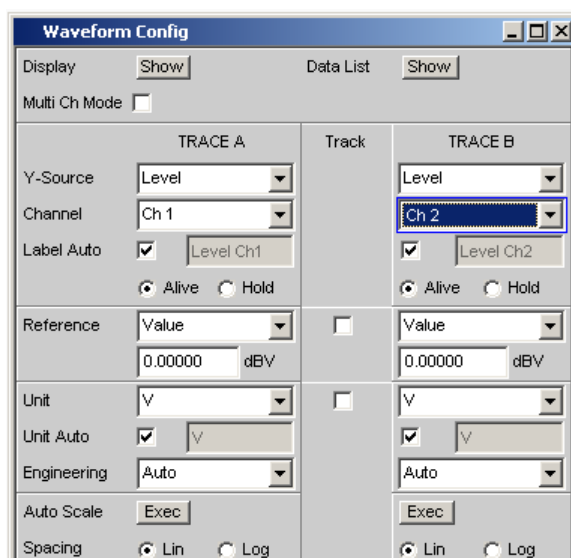 Waveform Config
Display Show Data List Show
Multi Ch Mode
TRACE A Track TRACE B
Y-Source Level Level
Channel Ch 1 Ch 2
Label Auto Level Ch1 Level Ch2
Alive Hold Alive Hold
Reference Value Value
0.00000 dBV 0.00000 dBV
Unit V V
Unit Auto V V
Engineering Auto Auto
Auto Scale Exec Exec
Spacing Lin Log Lin Log